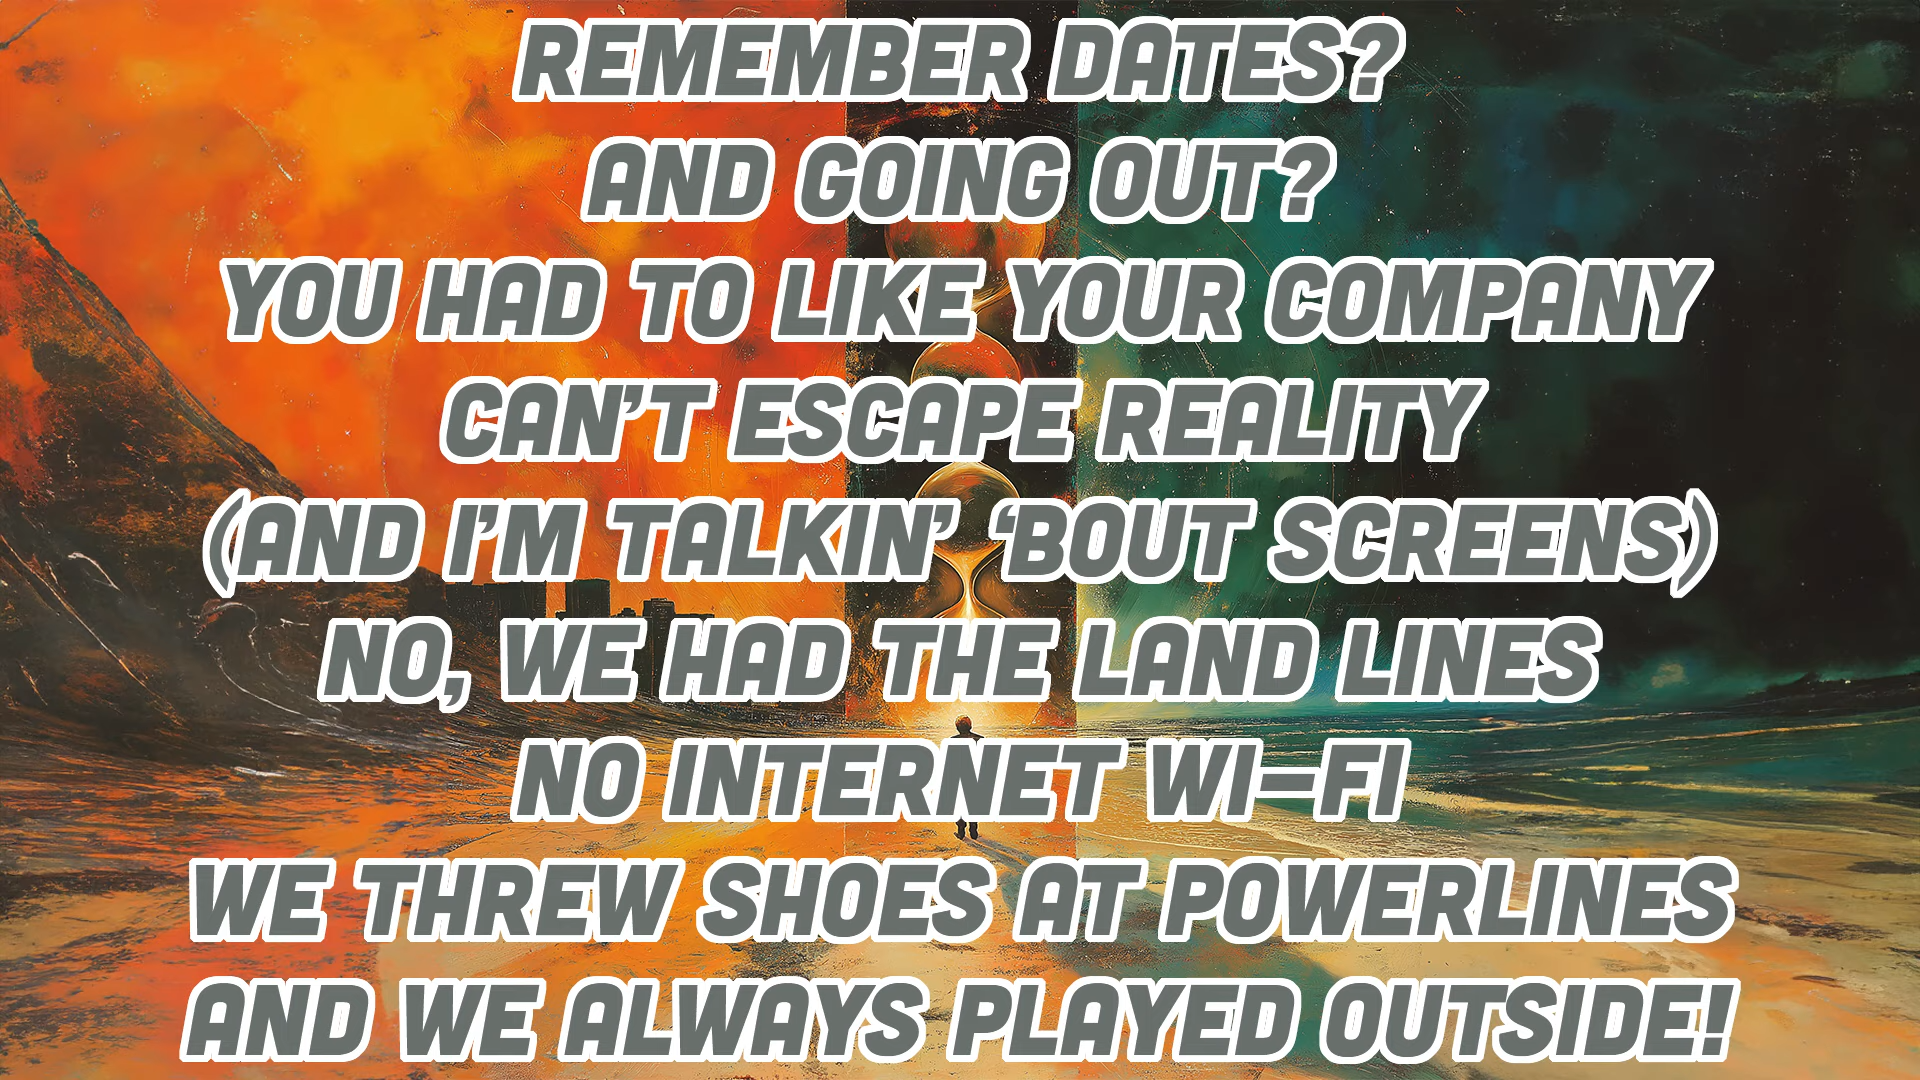 REMEMBER DATES?
AND GOING OUT?
YOU HAD TO LIKE YOUR COMPANY
CAN'T ESCAPE REALITY
(AND I'M TALKIN' ‘BOUT SCREENS)
NO, WE HAD THE LAND LINES
NO INTERNET WI=FI
WE THREW SHOES AT POWERLINES
AND WE ALWAYS PLAYED OUTSIDE!